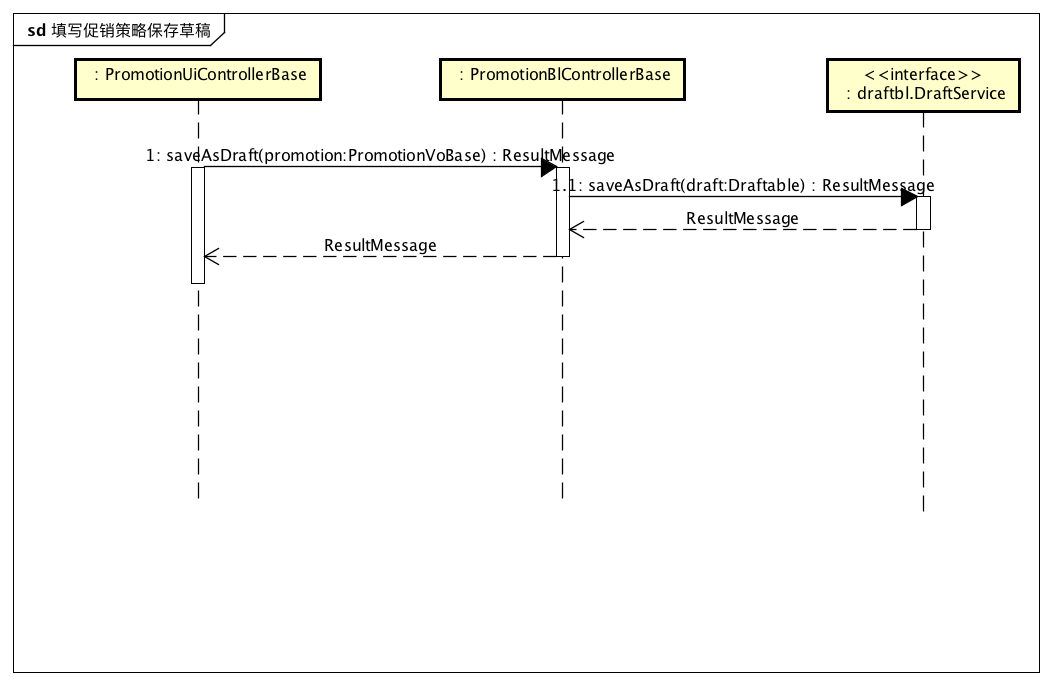 sd 填写促销策略保存草稿
: PromotionUiControllerBase
: PromotionBlControllerBase
<<interface>>
: draftbl.DraftService
1: saveAsDraft(promotion:PromotionVoBase) : ResultMessage
1.1: saveAsDraft(draft:Draftable) : ResultMessage
ResultMessage
ResultMessage